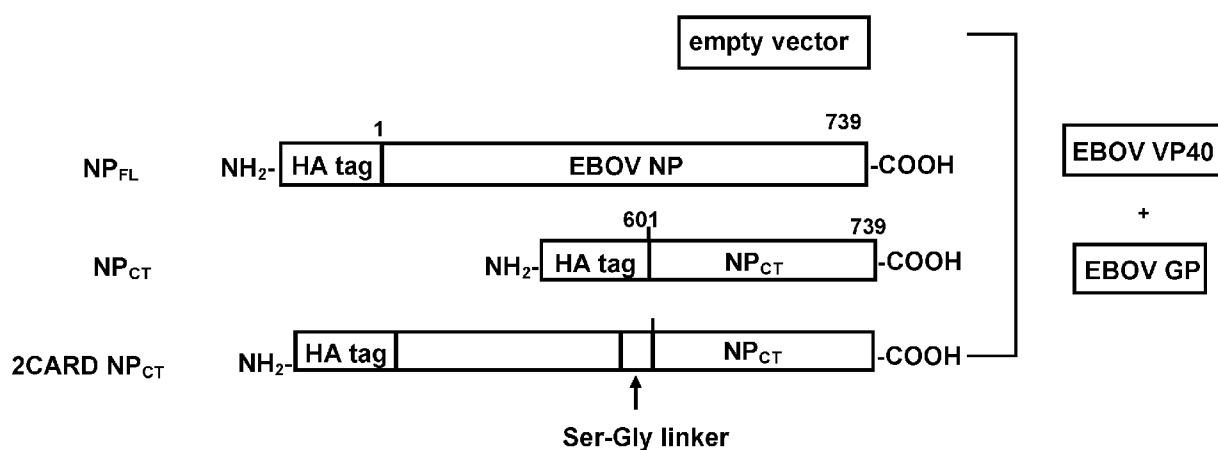 empty vector
1 739
NP_FL NH2- HA tag EBOV NP -COOH EBOV VP40
601 739 +
NP_CT NH2- HA tag NP_CT -COOH EBOV GP
2CARD NP_CT NH2- HA tag NP_CT -COOH
Ser-Gly linker